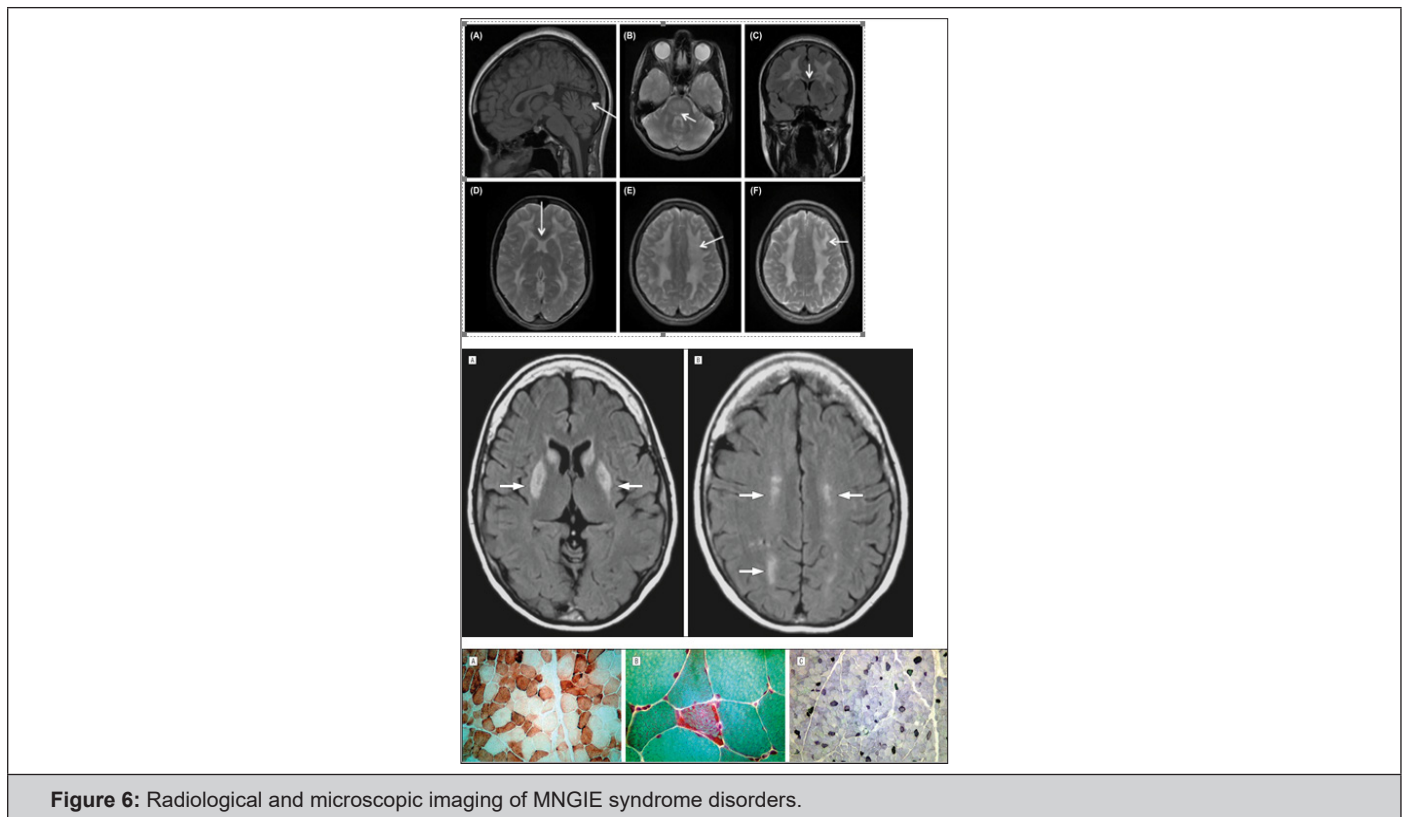 (A) (B) (C)
(D) (E) (F)
A B
A B C
Figure 6: Radiological and microscopic imaging of MNGIE syndrome disorders.